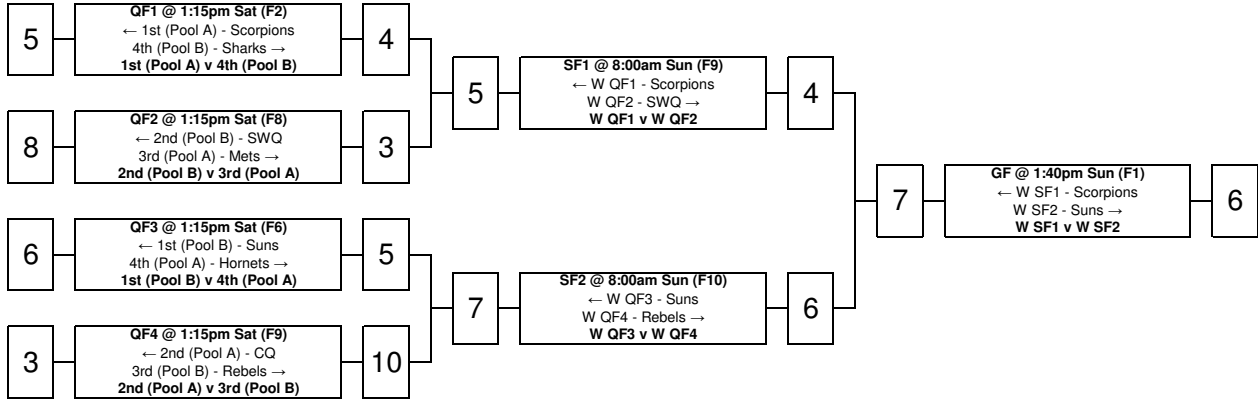 5
QF1 @ 1:15pm Sat (F2)
← 1st (Pool A) - Scorpions
4th (Pool B) - Sharks →
1st (Pool A) v 4th (Pool B)
4
8
QF2 @ 1:15pm Sat (F8)
← 2nd (Pool B) - SWQ
3rd (Pool A) - Mets →
2nd (Pool B) v 3rd (Pool A)
3
6
QF3 @ 1:15pm Sat (F6)
← 1st (Pool B) - Suns
4th (Pool A) - Hornets →
1st (Pool B) v 4th (Pool A)
5
3
QF4 @ 1:15pm Sat (F9)
← 2nd (Pool A) - CQ
3rd (Pool B) - Rebels →
2nd (Pool A) v 3rd (Pool B)
10
5
SF1 @ 8:00am Sun (F9)
← W QF1 - Scorpions
W QF2 - SWQ →
W QF1 v W QF2
4
7
SF2 @ 8:00am Sun (F10)
← W QF3 - Suns
W QF4 - Rebels →
W QF3 v W QF4
6
7
GF @ 1:40pm Sun (F1)
← W SF1 - Scorpions
W SF2 - Suns →
W SF1 v W SF2
6